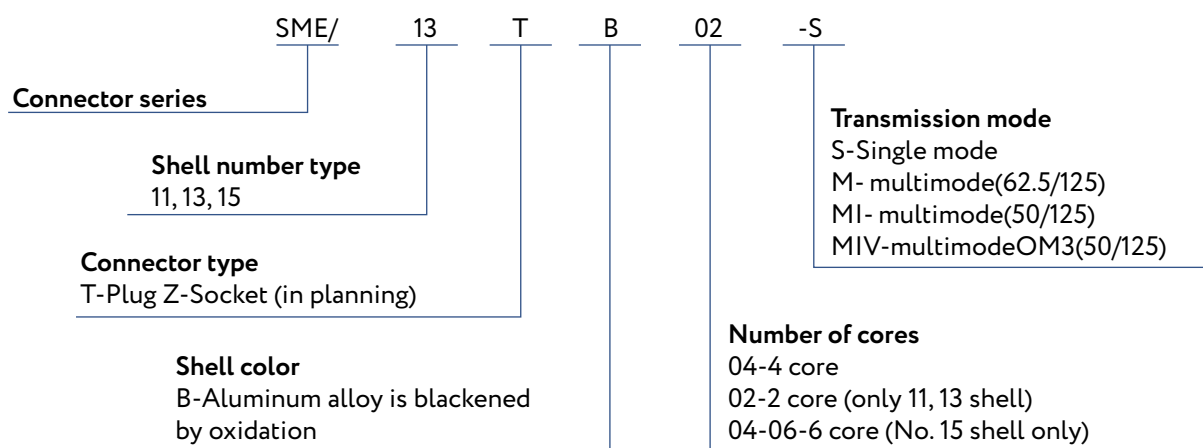 SME/ 13 T B 02 -S
Connector series
Transmission mode
S-Single mode
M- multimode(62.5/125)
MI- multimode(50/125)
MIV-multimodeOM3(50/125)
Shell number type
11, 13, 15
Connector type
T-Plug Z-Socket (in planning)
Number of cores
04-4 core
02-2 core (only 11, 13 shell)
04-06-6 core (No. 15 shell only)
Shell color
B-Aluminum alloy is blackened
by oxidation